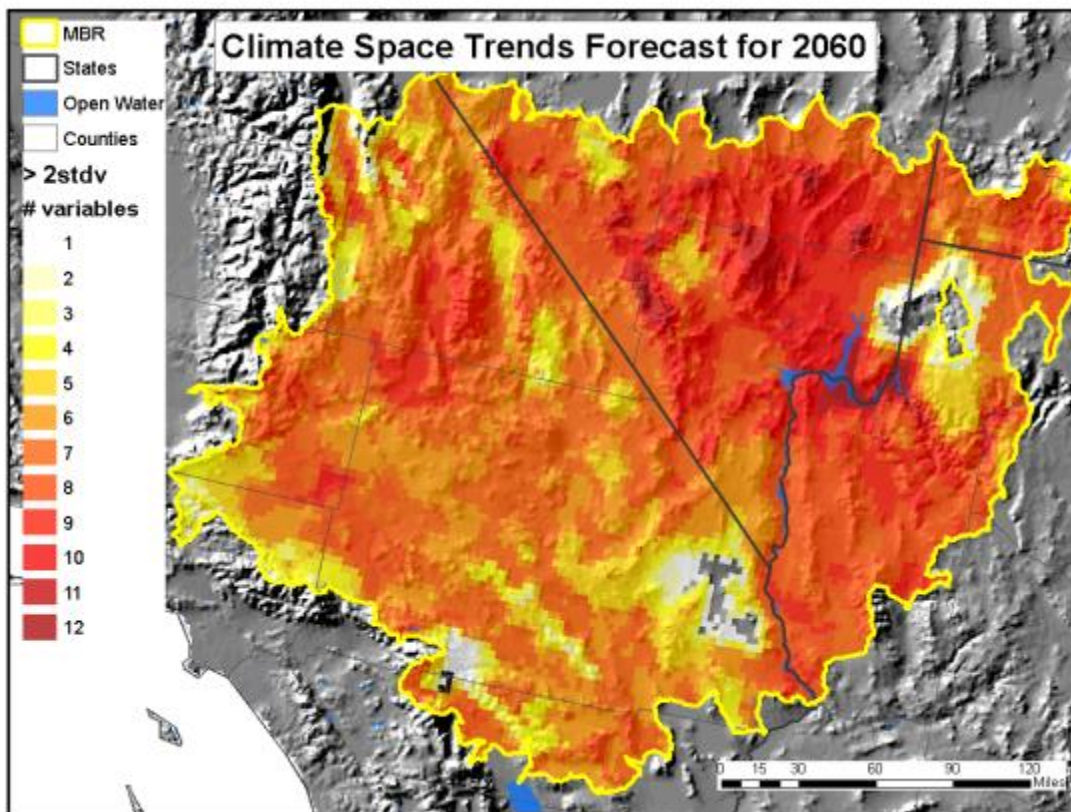 Climate Space Trends Forecast for 2060
MBR
States
Open Water
Counties
> 2stdv
# variables
1
2
3
4
5
6
7
8
9
10
11
12
0 15 30 60 90 120
Miles